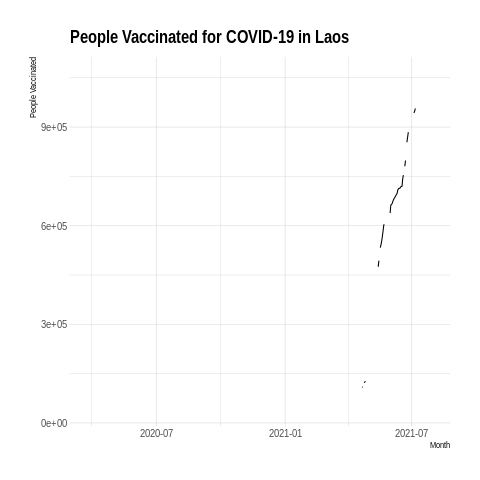 People Vaccinated for COVID-19 in Laos
People Vaccinated
9e+05
6e+05
3e+05
0e+00
2020-07
2021-01
2021-07
Month